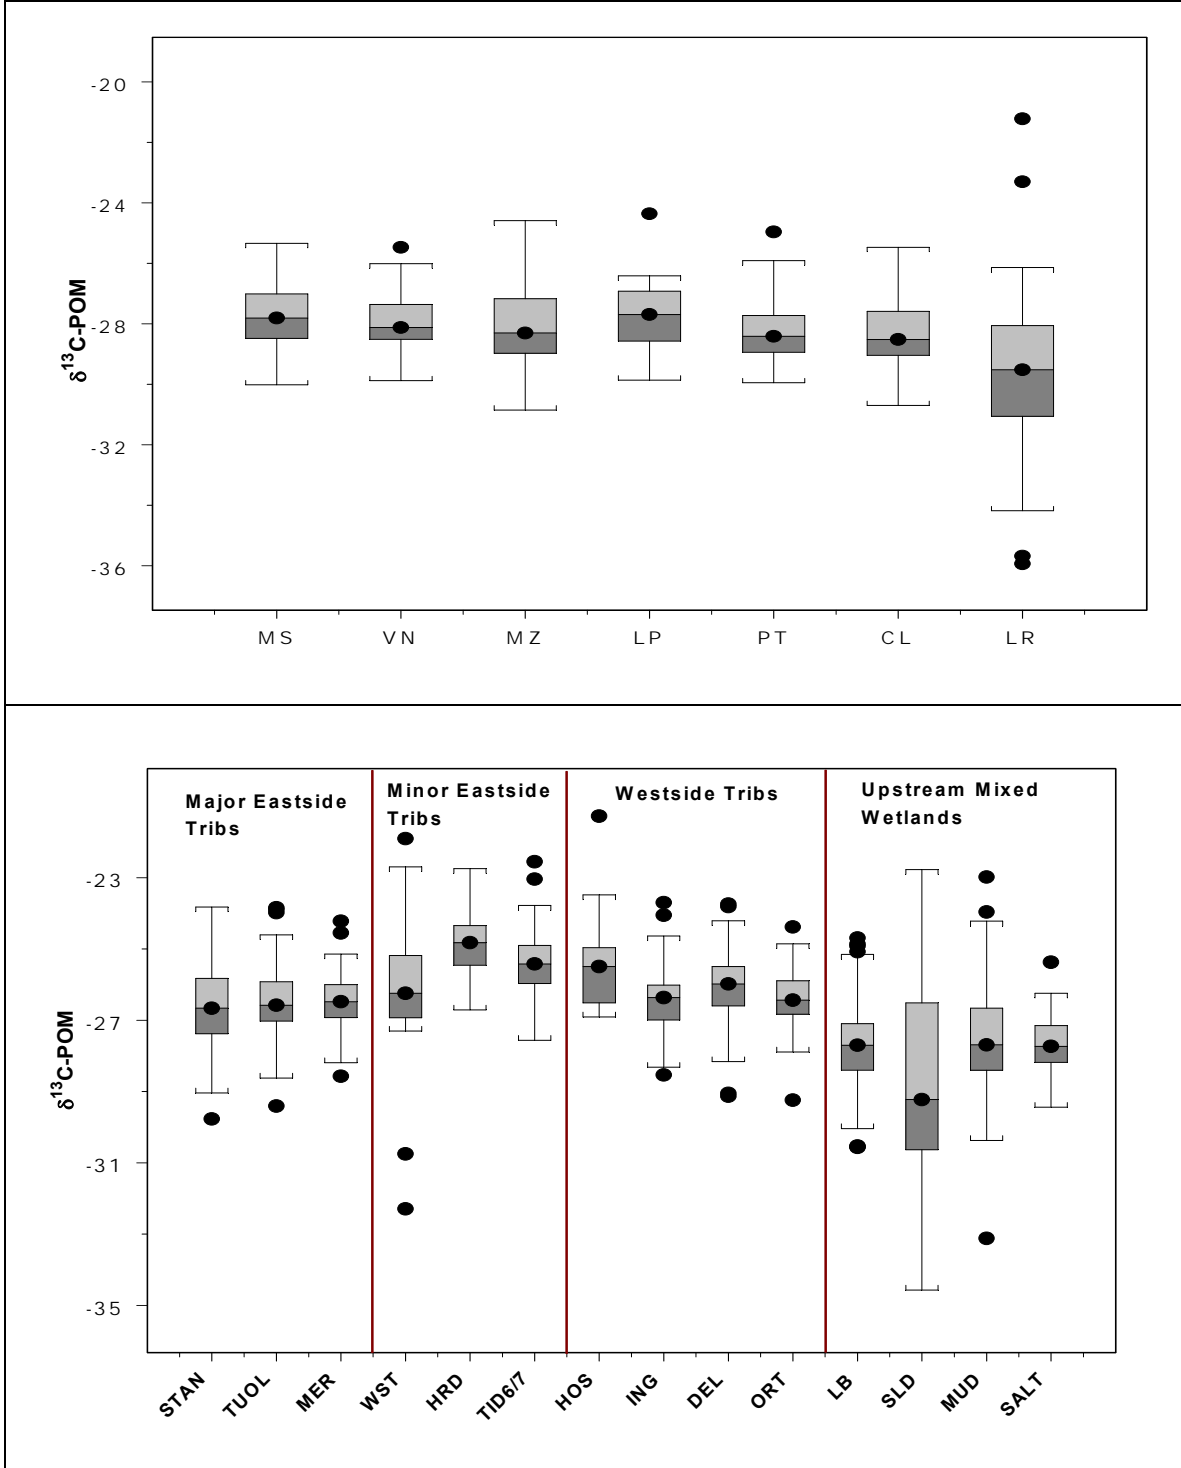 -20
-24
-28
-32
-36
δ¹³C-POM
MS VN MZ LP PT CL LR
Major Eastside
Tribs
Minor Eastside
Tribs
Westside Tribs
Upstream Mixed
Wetlands
-23
-27
-31
-35
δ¹³C-POM
STAN TUOL MER WST HRD TID6/7 HOS ING DEL ORT LB SLD MUD SALT